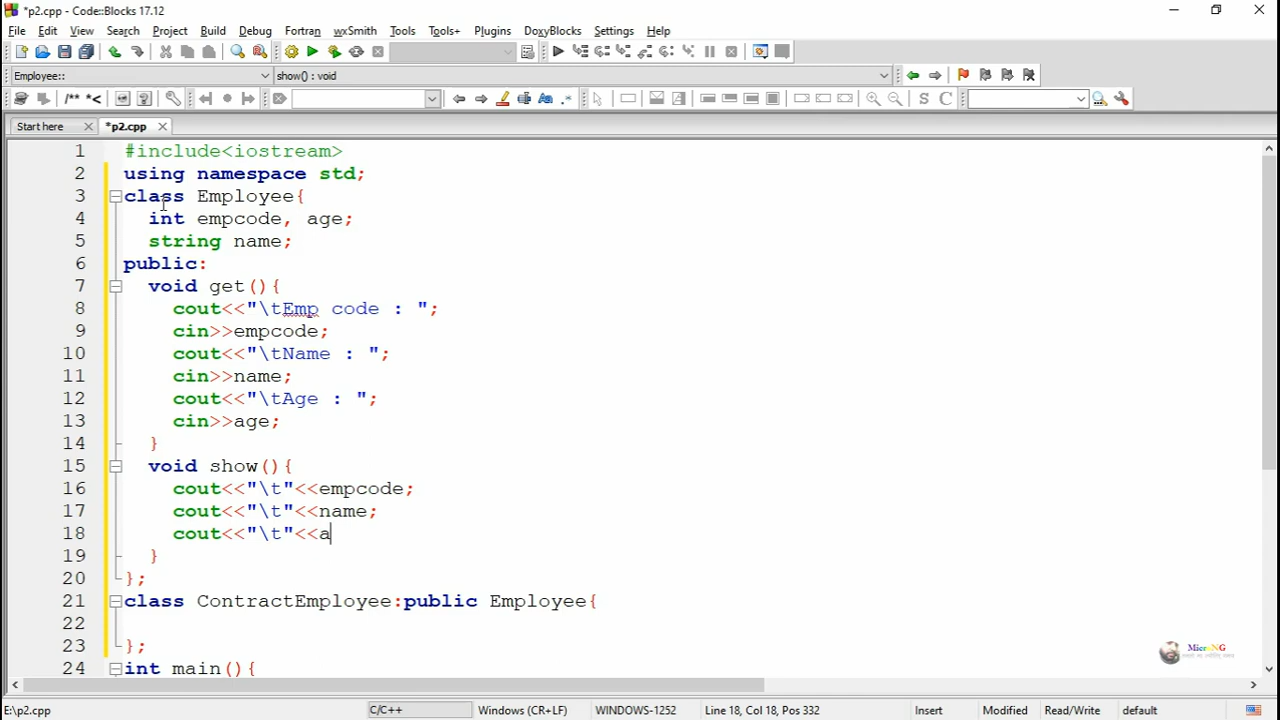 *p2.cpp - Code::Blocks 17.12
File Edit View Search Project Build Debug Fortran wxSmith Tools Tools+ Plugins DoxyBlocks Settings Help
Employee:: show() : void
/** *< S C
Start here *p2.cpp
1 #include<iostream>
2 using namespace std;
3 class Employee{
4 int empcode, age;
5 string name;
6 public:
7 void get(){
8 cout<<"\tEmp code : ";
9 cin>>empcode;
10 cout<<"\tName : ";
11 cin>>name;
12 cout<<"\tAge : ";
13 cin>>age;
14 }
15 void show(){
16 cout<<"\t"<<empcode;
17 cout<<"\t"<<name;
18 cout<<"\t"<<a
19 }
20 };
21 class ContractEmployee:public Employee{
22
23 };
24 int main(){
MicroNG
E:\p2.cpp C/C++ Windows (CR+LF) WINDOWS-1252 Line 18, Col 18, Pos 332 Insert Modified Read/Write default